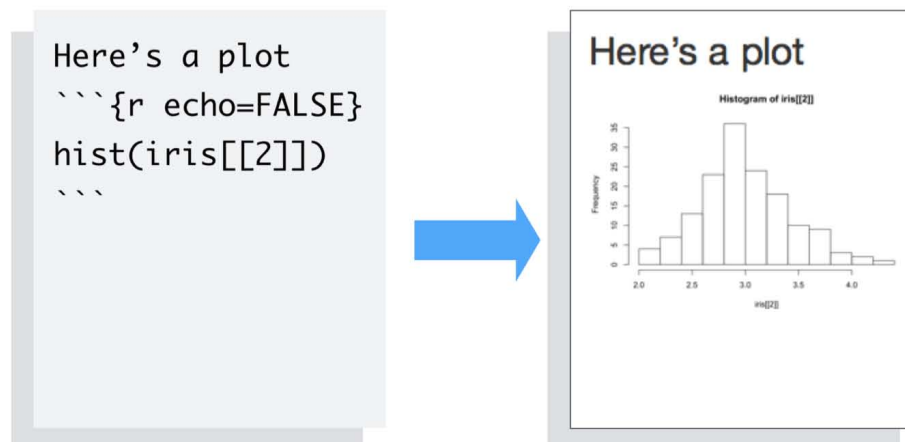 Here's a plot
```{r echo=FALSE}
hist(iris[[2]])
```
Here's a plot
Histogram of iris[[2]]
Frequency
35
30
25
20
15
10
5
0
2.0 2.5 3.0 3.5 4.0
iris[[2]]